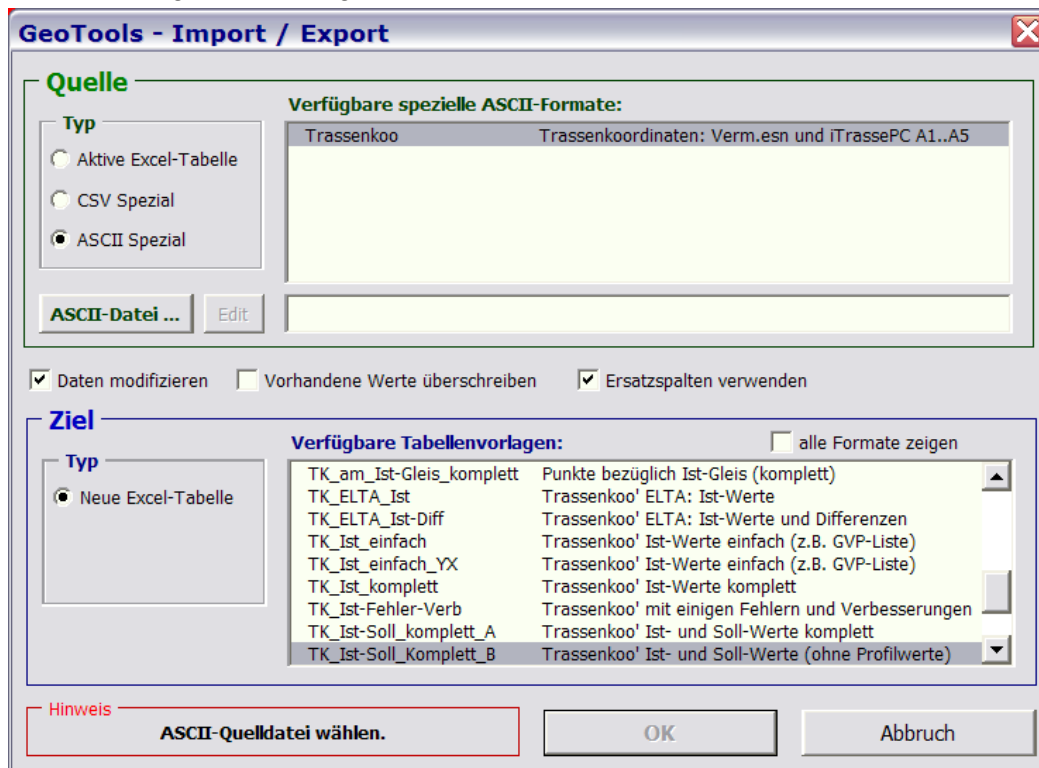 GeoTools - Import / Export
Quelle
Typ
Aktive Excel-Tabelle
CSV Spezial
ASCII Spezial
Verfügbare spezielle ASCII-Formate:
Trassenkoo Trassenkoordinaten: Verm.esn und iTrassePC A1..A5
ASCII-Datei ... Edit
Daten modifizieren Vorhandene Werte überschreiben Ersatzspalten verwenden
Ziel
Typ
Neue Excel-Tabelle
Verfügbare Tabellenvorlagen: alle Formate zeigen
TK_am_Ist-Gleis_komplett Punkte bezüglich Ist-Gleis (komplett)
TK_ELTA_Ist Trassenkoo' ELTA: Ist-Werte
TK_ELTA_Ist-Diff Trassenkoo' ELTA: Ist-Werte und Differenzen
TK_Ist_einfach Trassenkoo' Ist-Werte einfach (z.B. GVP-Liste)
TK_Ist_einfach_YX Trassenkoo' Ist-Werte einfach (z.B. GVP-Liste)
TK_Ist_komplett Trassenkoo' Ist-Werte komplett
TK_Ist-Fehler-Verb Trassenkoo' mit einigen Fehlern und Verbesserungen
TK_Ist-Soll_komplett_A Trassenkoo' Ist- und Soll-Werte komplett
TK_Ist-Soll_Komplett_B Trassenkoo' Ist- und Soll-Werte (ohne Profilwerte)
Hinweis
ASCII-Quelldatei wählen.
OK Abbruch